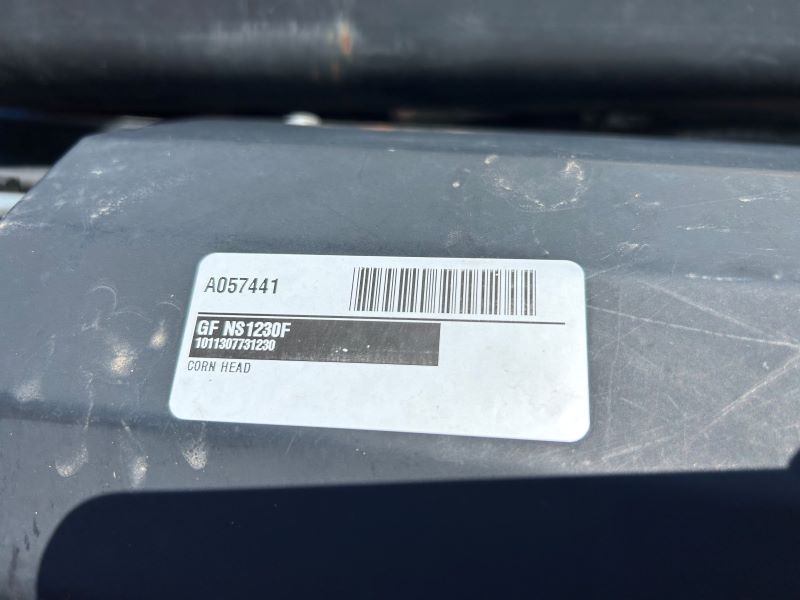 A057441
GF NS1230F
1011307731230
CORN HEAD